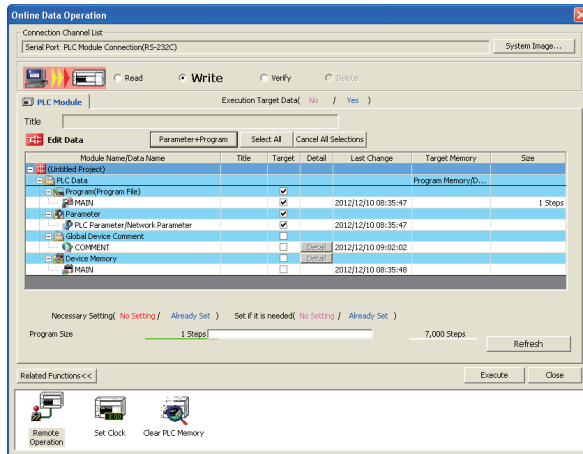 Online Data Operation
Connection Channel List
Serial Port PLC Module Connection(RS-232C)
System Image...
Read
Write
Verify
Delete
PLC Module
Execution Target Data( No / Yes )
Title
Edit Data
Parameter+Program
Select All
Cancel All Selections
Module Name/Data Name Title Target Detail Last Change Target Memory Size
(Untitled Project)
PLC Data Program Memory/D...
Program(Program File)
MAIN 2012/12/10 08:35:47 1 Steps
Parameter
PLC Parameter/Network Parameter 2012/12/10 08:35:47
Global Device Comment
COMMENT Detail 2012/12/10 09:02:02
Device Memory Detail
MAIN 2012/12/10 08:35:48
Necessary Setting( No Setting / Already Set ) Set if it is needed( No Setting / Already Set )
Program Size 1 Steps 7,000 Steps
Refresh
Related Functions<<
Execute
Close
Remote Operation
Set Clock
Clear PLC Memory